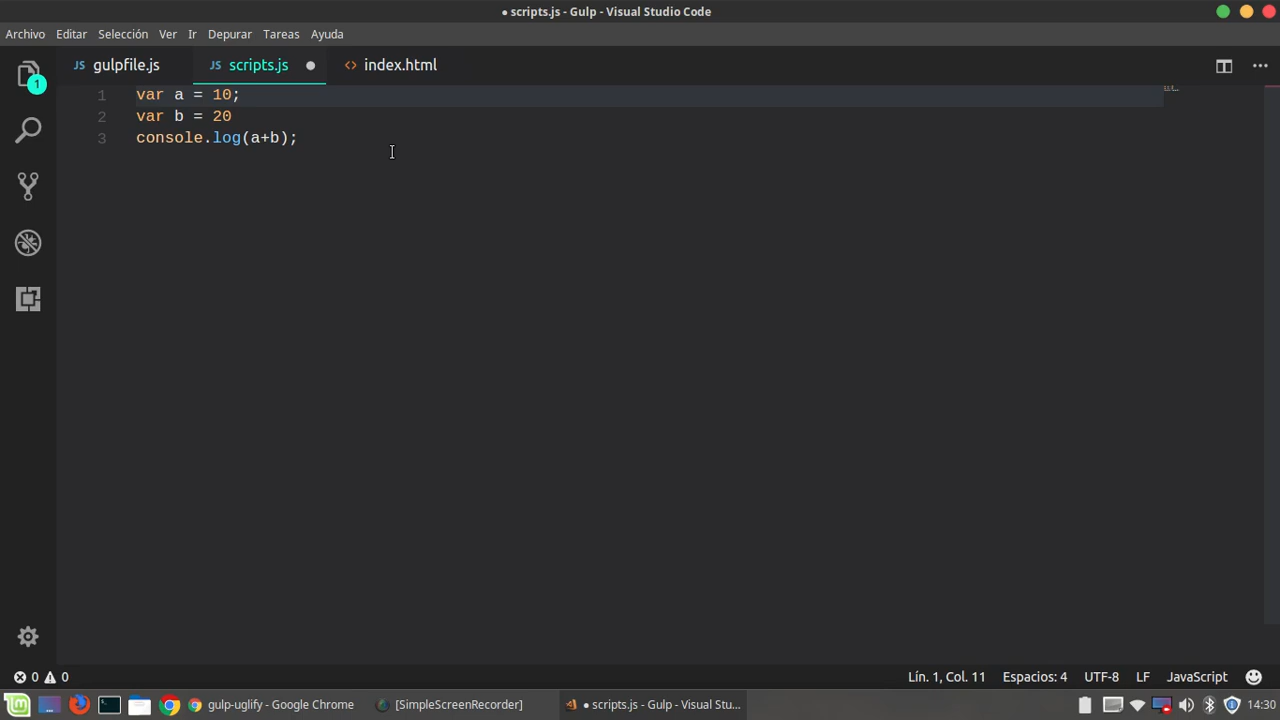 ● scripts.js - Gulp - Visual Studio Code
Archivo Editar Selección Ver Ir Depurar Tareas Ayuda
JS gulpfile.js JS scripts.js ● <> index.html
1 var a = 10;
2 var b = 20
3 console.log(a+b);
1
0 0 Lín. 1, Col. 11 Espacios: 4 UTF-8 LF JavaScript
gulp-uglify - Google Chrome [SimpleScreenRecorder] ● scripts.js - Gulp - Visual Stu... 14:30